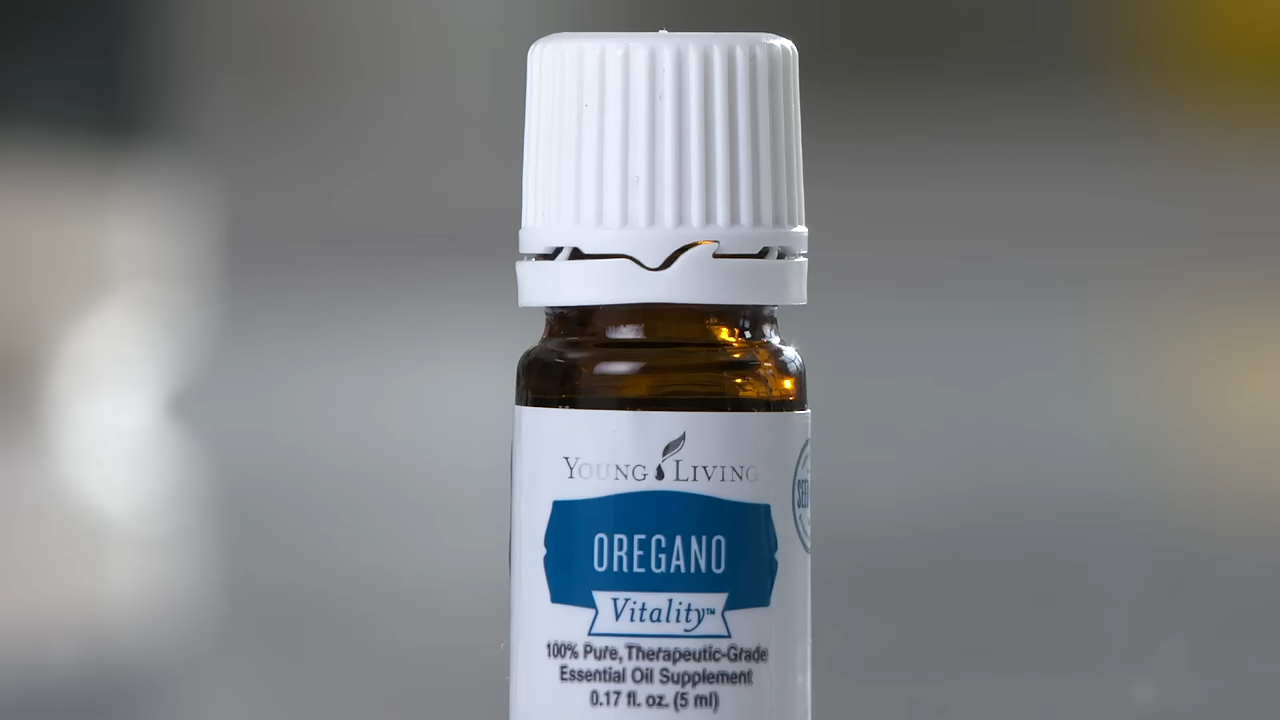 YOUNG LIVING
OREGANO
Vitality™
100% Pure, Therapeutic-Grade
Essential Oil Supplement
0.17 fl. oz. (5 ml)